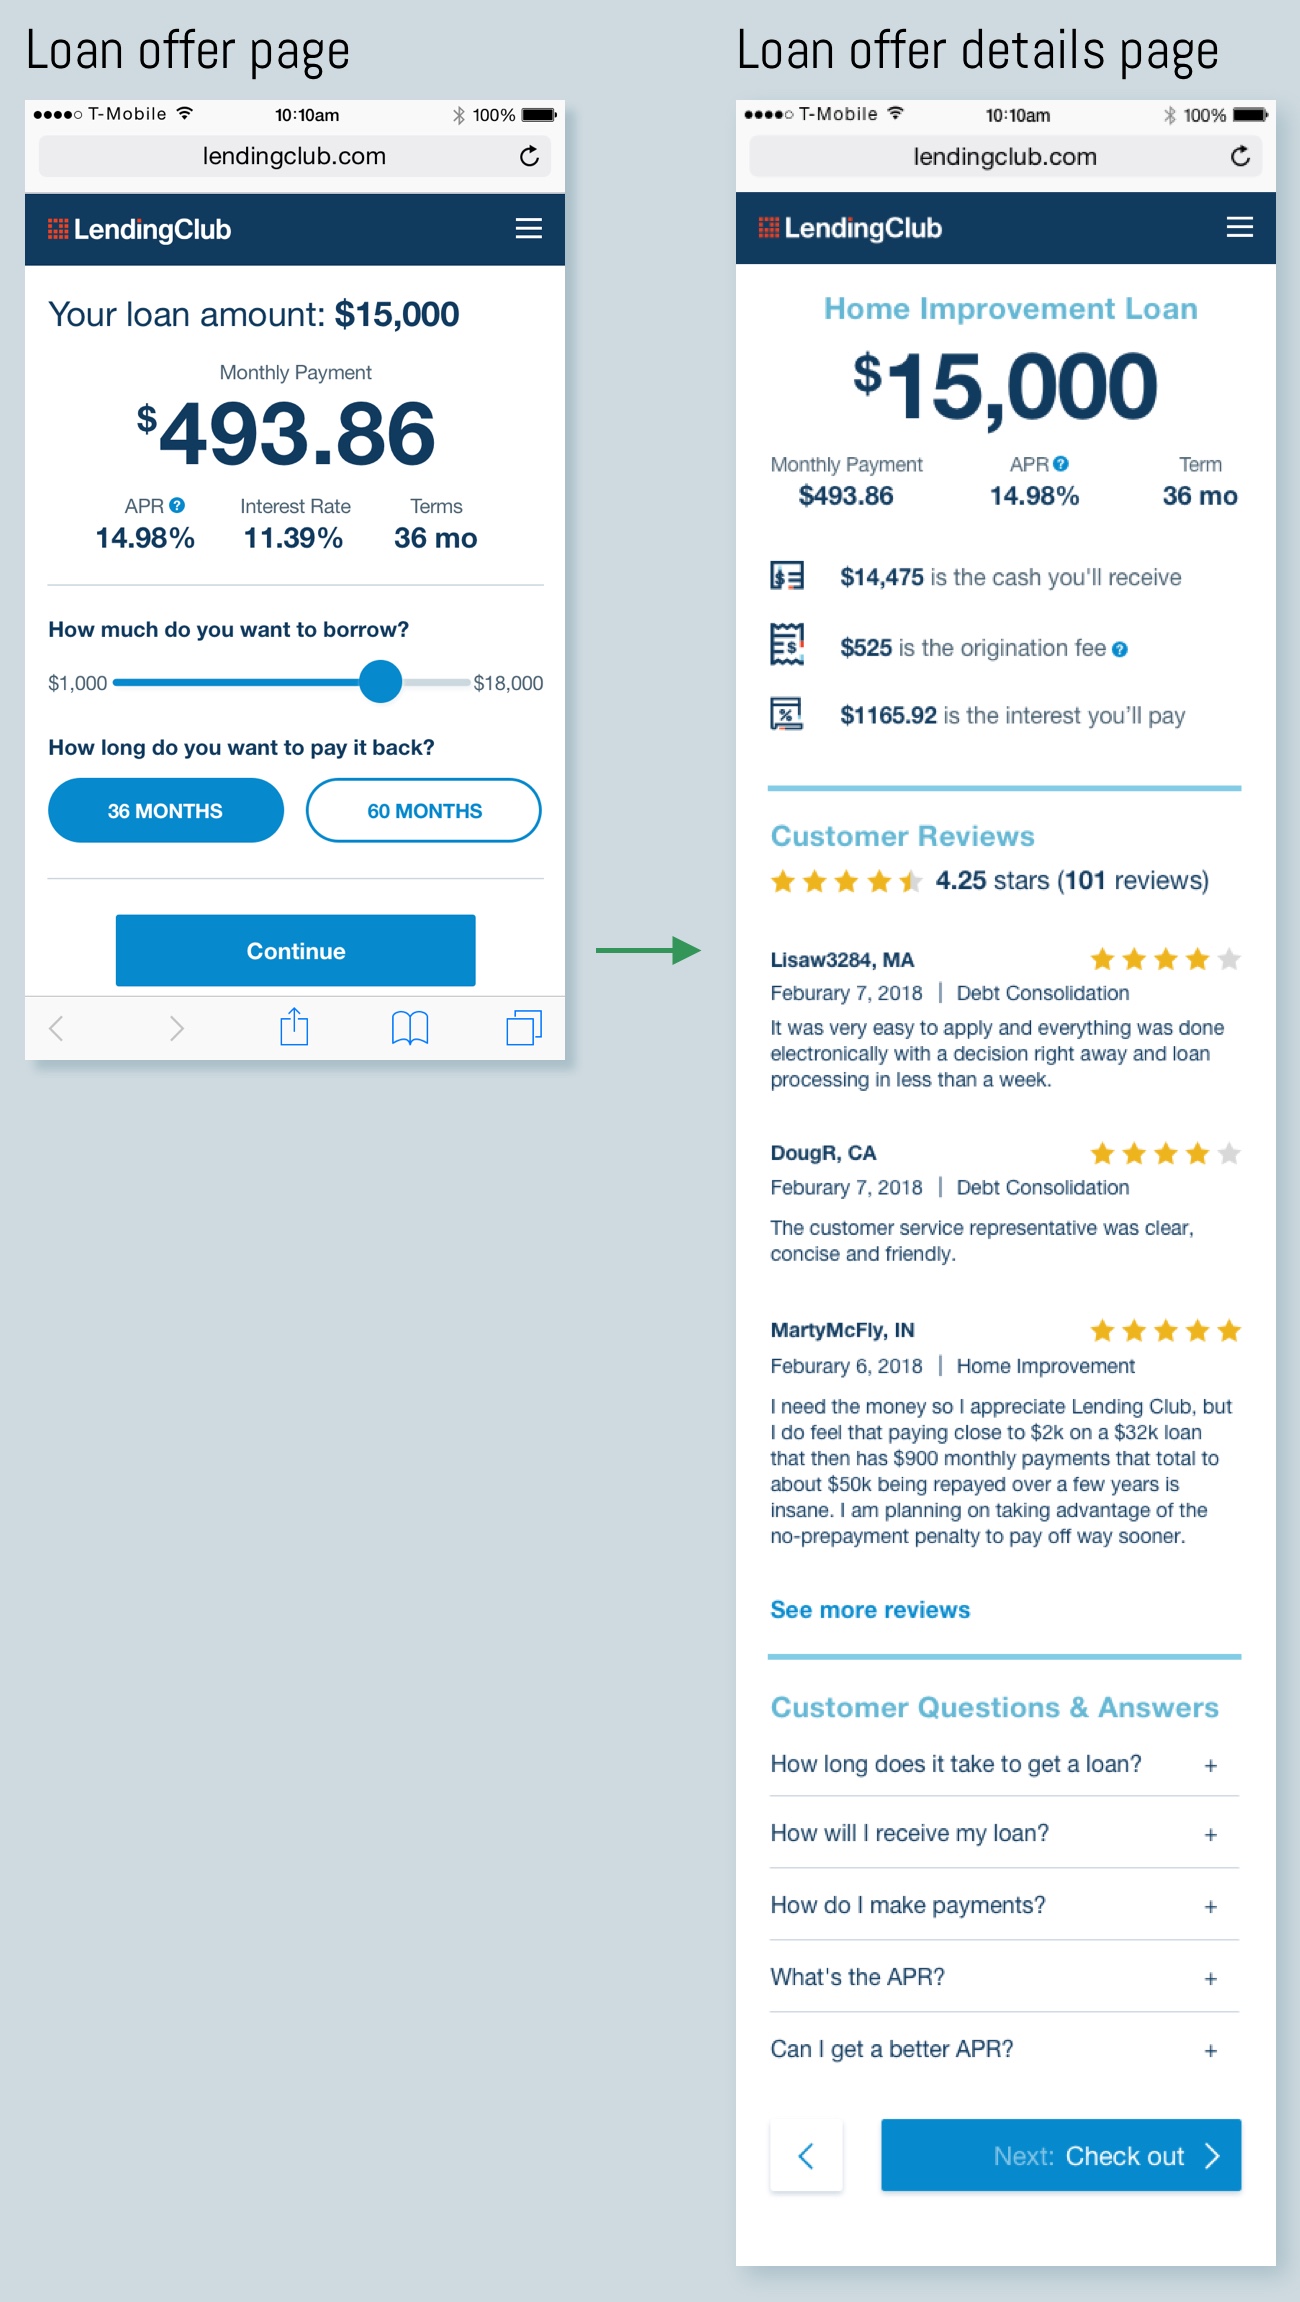 Loan offer page
T-Mobile 10:10am 100%
lendingclub.com
LendingClub
Your loan amount: $15,000
Monthly Payment
$493.86
APR ? Interest Rate Terms
14.98% 11.39% 36 mo
How much do you want to borrow?
$1,000 $18,000
How long do you want to pay it back?
36 MONTHS 60 MONTHS
Continue
Loan offer details page
T-Mobile 10:10am 100%
lendingclub.com
LendingClub
Home Improvement Loan
$15,000
Monthly Payment APR ? Term
$493.86 14.98% 36 mo
$14,475 is the cash you'll receive
$525 is the origination fee ?
$1165.92 is the interest you’ll pay
Customer Reviews
4.25 stars (101 reviews)
Lisaw3284, MA
Feburary 7, 2018 | Debt Consolidation
It was very easy to apply and everything was done
electronically with a decision right away and loan
processing in less than a week.
DougR, CA
Feburary 7, 2018 | Debt Consolidation
The customer service representative was clear,
concise and friendly.
MartyMcFly, IN
Feburary 6, 2018 | Home Improvement
I need the money so I appreciate Lending Club, but
I do feel that paying close to $2k on a $32k loan
that then has $900 monthly payments that total to
about $50k being repayed over a few years is
insane. I am planning on taking advantage of the
no-prepayment penalty to pay off way sooner.
See more reviews
Customer Questions & Answers
How long does it take to get a loan? +
How will I receive my loan? +
How do I make payments? +
What's the APR? +
Can I get a better APR? +
Next: Check out